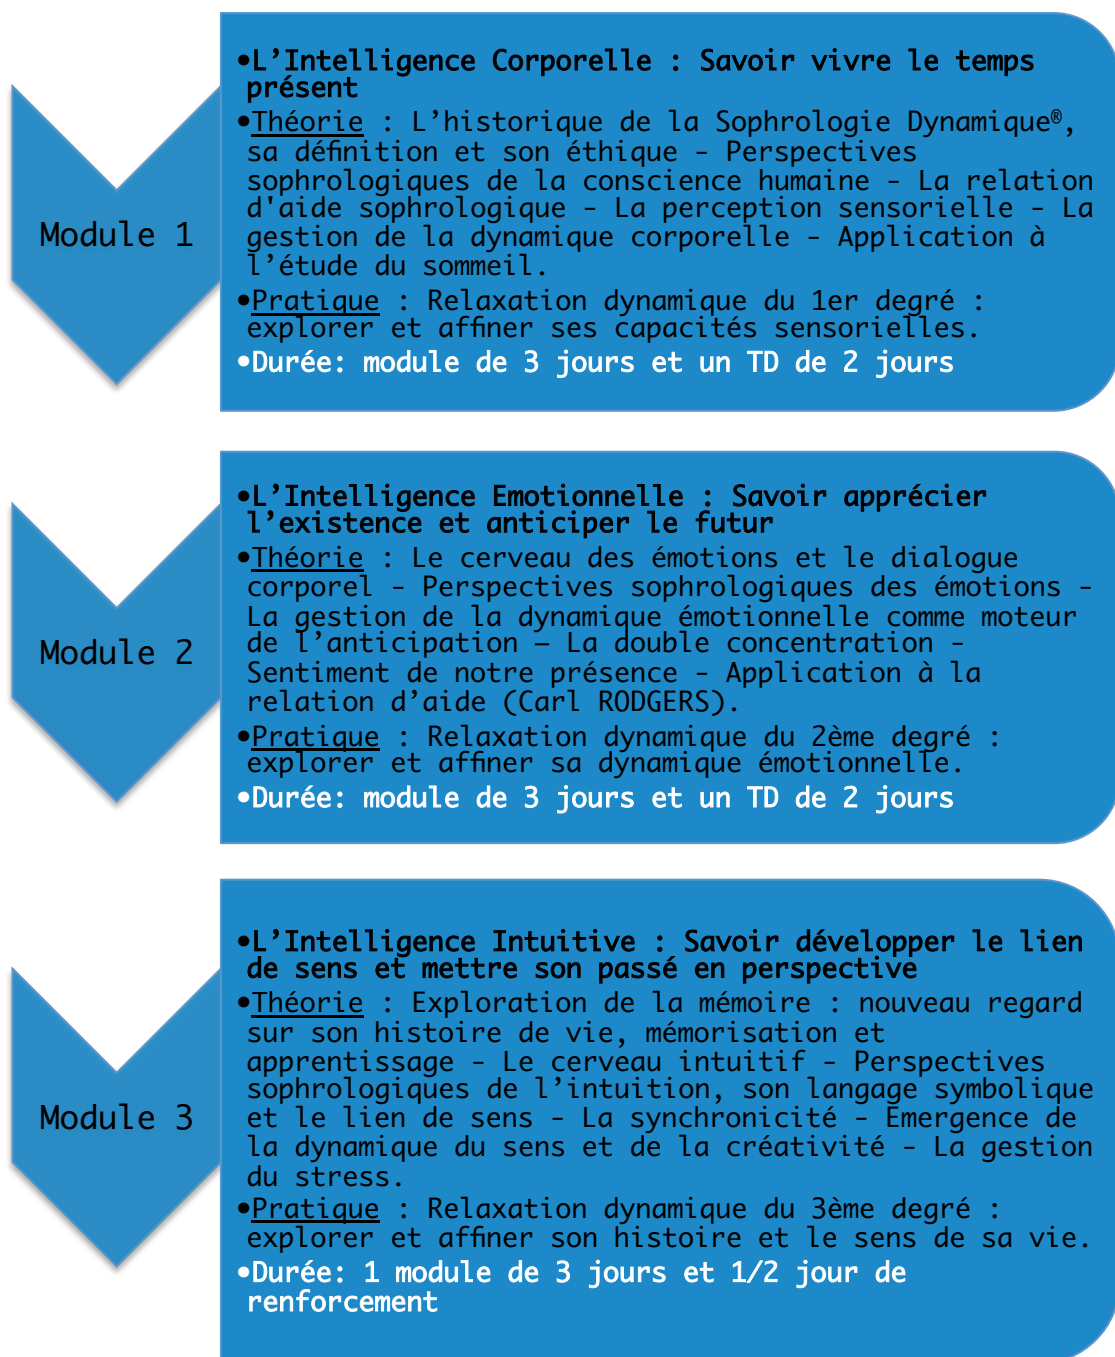 Module 1
•L’Intelligence Corporelle : Savoir vivre le temps
présent
•Théorie : L’historique de la Sophrologie Dynamique®,
sa définition et son éthique - Perspectives
sophrologiques de la conscience humaine - La relation
d'aide sophrologique - La perception sensorielle - La
gestion de la dynamique corporelle - Application à
l’étude du sommeil.
•Pratique : Relaxation dynamique du 1er degré :
explorer et affiner ses capacités sensorielles.
•Durée: module de 3 jours et un TD de 2 jours
Module 2
•L’Intelligence Emotionnelle : Savoir apprécier
l’existence et anticiper le futur
•Théorie : Le cerveau des émotions et le dialogue
corporel - Perspectives sophrologiques des émotions -
La gestion de la dynamique émotionnelle comme moteur
de l’anticipation – La double concentration -
Sentiment de notre présence - Application à la
relation d’aide (Carl RODGERS).
•Pratique : Relaxation dynamique du 2ème degré :
explorer et affiner sa dynamique émotionnelle.
•Durée: module de 3 jours et un TD de 2 jours
Module 3
•L’Intelligence Intuitive : Savoir développer le lien
de sens et mettre son passé en perspective
•Théorie : Exploration de la mémoire : nouveau regard
sur son histoire de vie, mémorisation et
apprentissage - Le cerveau intuitif - Perspectives
sophrologiques de l’intuition, son langage symbolique
et le lien de sens - La synchronicité - Emergence de
la dynamique du sens et de la créativité - La gestion
du stress.
•Pratique : Relaxation dynamique du 3ème degré :
explorer et affiner son histoire et le sens de sa vie.
•Durée: 1 module de 3 jours et 1/2 jour de
renforcement